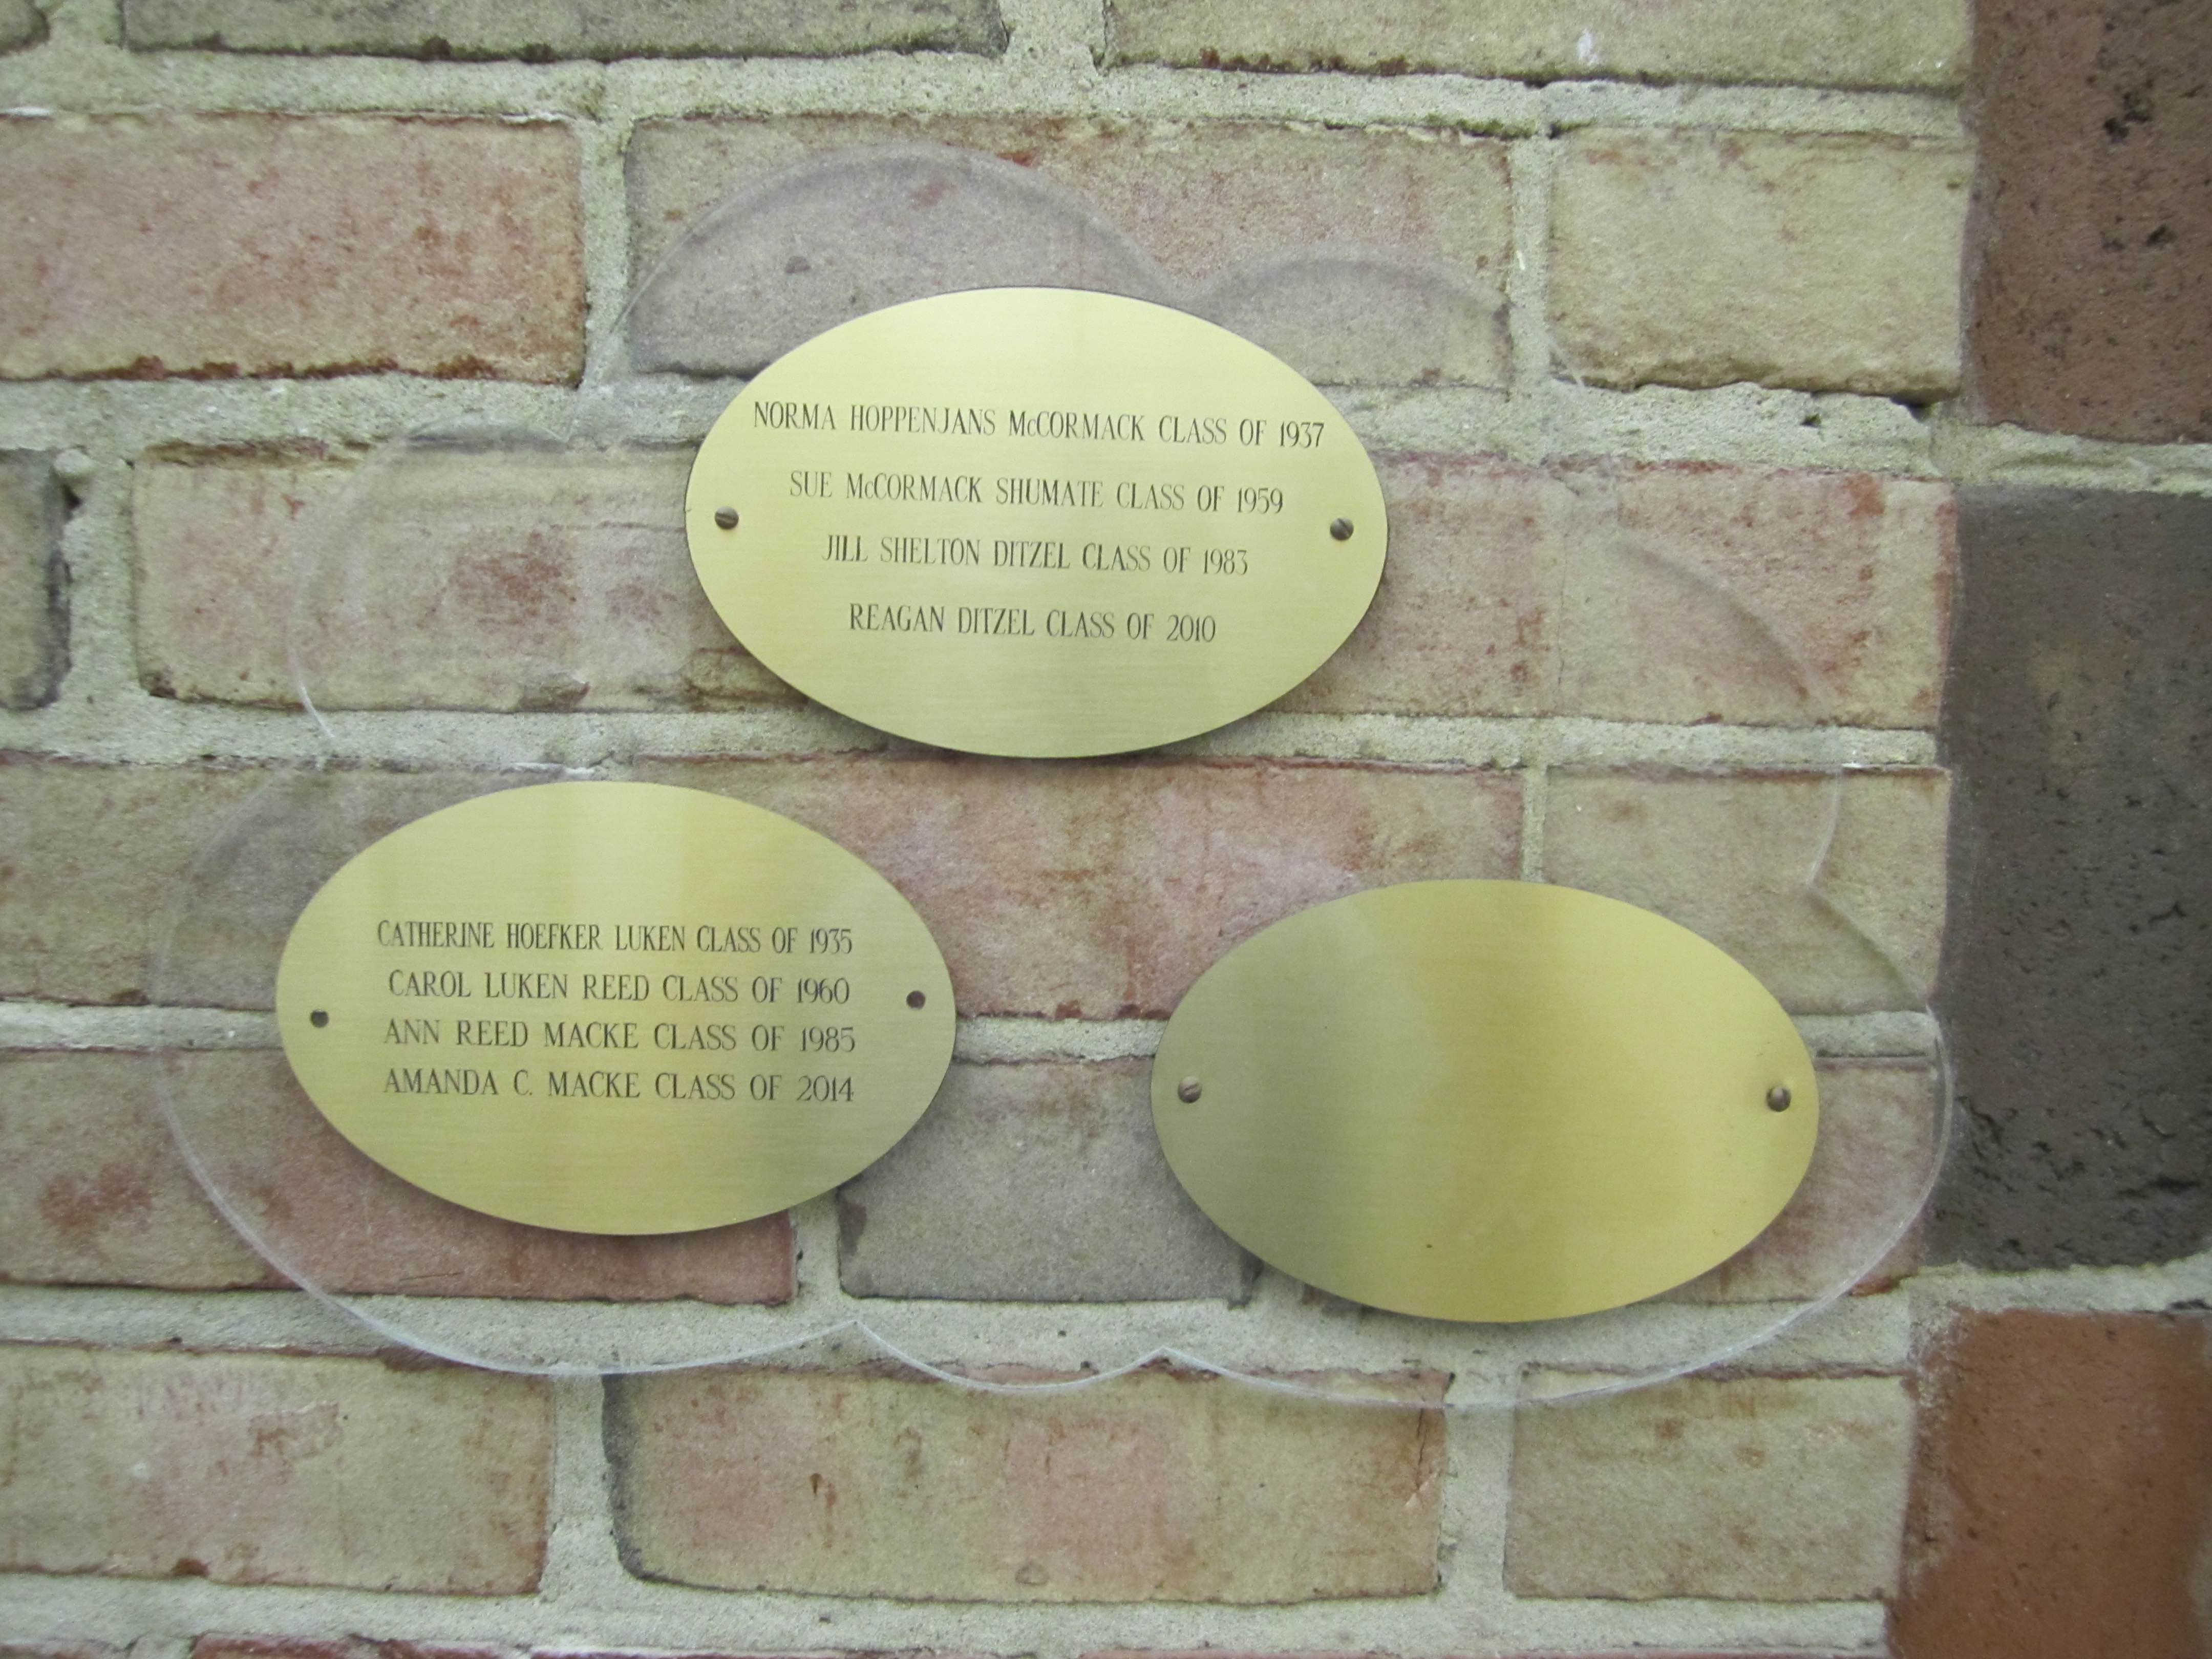 NORMA HOPPENJANS McCORMACK CLASS OF 1937
SUE McCORMACK SHUMATE CLASS OF 1959
JILL SHELTON DITZEL CLASS OF 1983
REAGAN DITZEL CLASS OF 2010
CATHERINE HOEFKER LUKEN CLASS OF 1935
CAROL LUKEN REED CLASS OF 1960
ANN REED MACKE CLASS OF 1985
AMANDA C. MACKE CLASS OF 2014